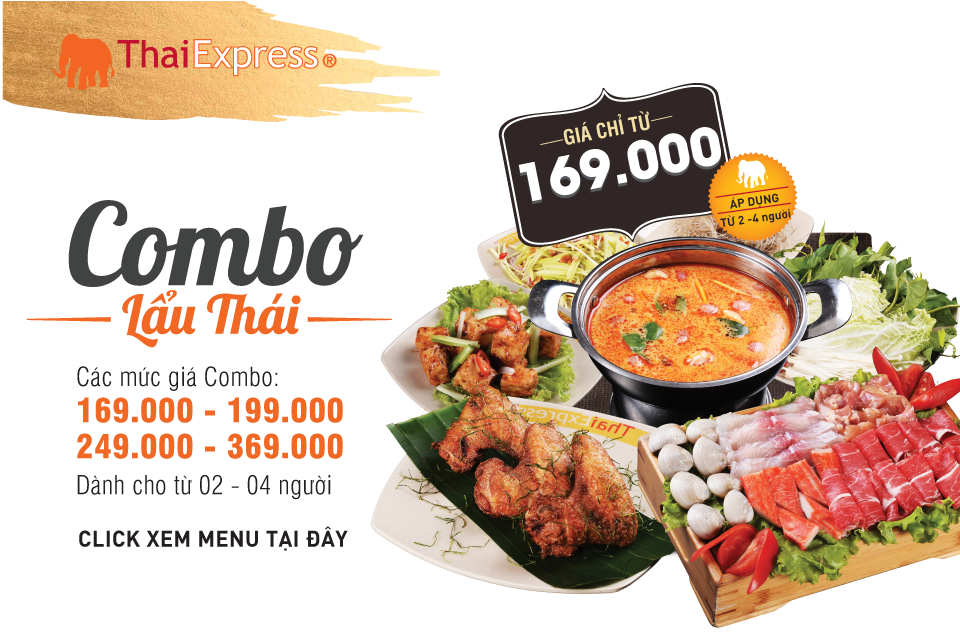 ThaiExpress®
GIÁ CHỈ TỪ
169.000
ÁP DỤNG
TỪ 2 -4 người
Combo
Lẩu Thái
Các mức giá Combo:
169.000 - 199.000
249.000 - 369.000
Dành cho từ 02 - 04 người
CLICK XEM MENU TẠI ĐÂY
ThaiExpress